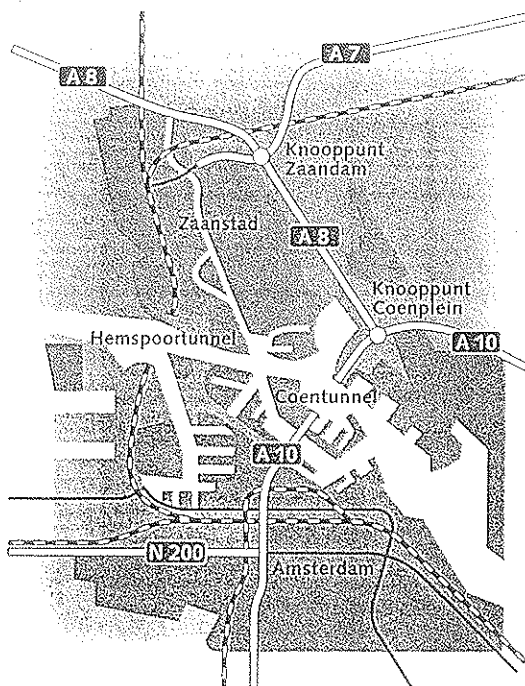 A 7
A 8
Knooppunt
Zaandam
Zaanstad
A 8
Knooppunt
Coenplein
Hemspoortunnel
A 10
Coentunnel
A 10
N 200
Amsterdam